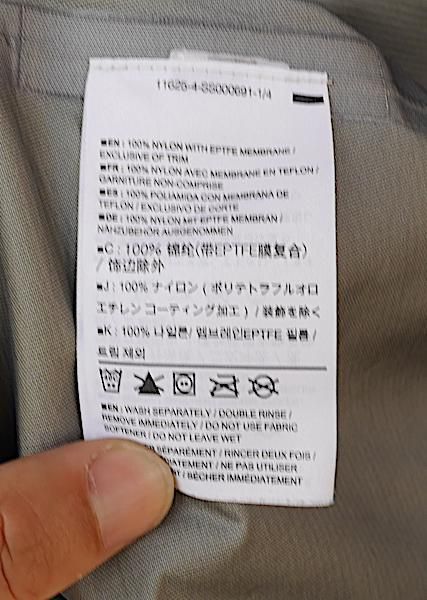 11625-4-SS000691-1/4
■EN : 100% NYLON WITH EPTFE MEMBRANE /
EXCLUSIVE OF TRIM
■FR : 100% NYLON AVEC MEMBRANE EN TEFLON /
GARNITURE NON-COMPRISE
■ES : 100% POLIAMIDA CON MEMBRANA DE
TEFLON / EXCLUSIVO DE CORTE
■DE : 100% NYLON MIT EPTFE MEMBRAN /
NÄHZUBEHÖR AUSGENOMMEN
■C : 100% 锦纶(带EPTFE膜复合)
/ 饰边除外
■J : 100% ナイロン ( ポリテトラフルオロ
エチレン コーティング加工 ) / 装飾を除く
■K : 100% 나일론/ 멤브레인EPTFE 필름 /
트림 제외
■EN : WASH SEPARATELY / DOUBLE RINSE /
REMOVE IMMEDIATELY / DO NOT USE FABRIC
SOFTENER / DO NOT LEAVE WET
SÉPARÉMENT / RINCER DEUX FOIS /
/ NE PAS UTILISER
/ SÉCHER IMMÉDIATEMENT